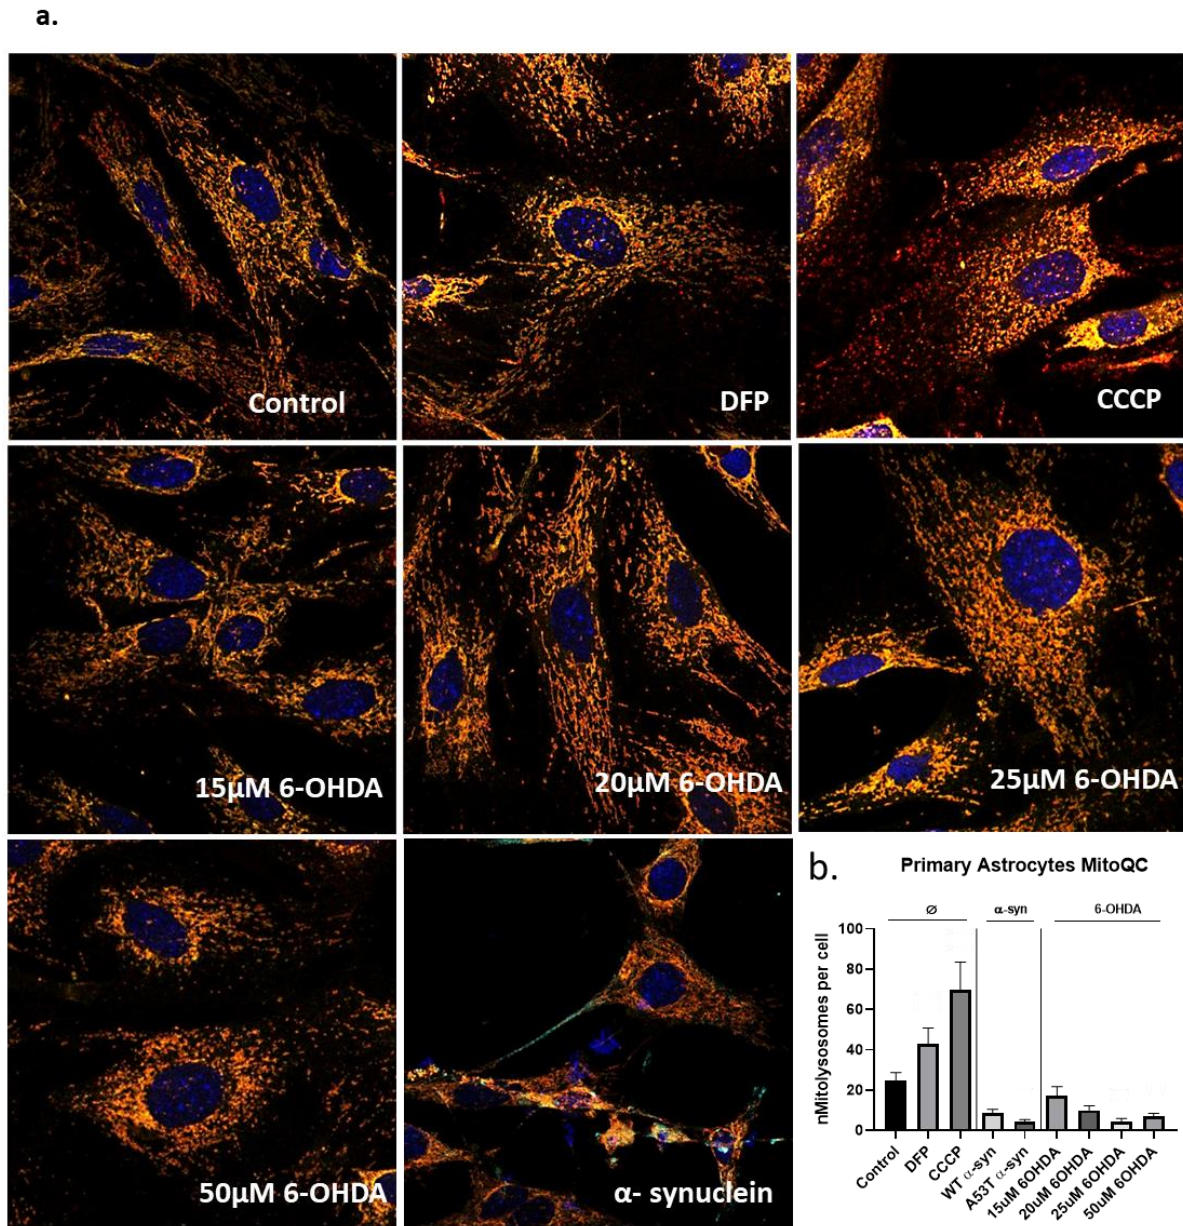 a.
Control
DFP
CCCP
15μM 6-OHDA
20μM 6-OHDA
25μM 6-OHDA
50μM 6-OHDA
α- synuclein
b.
Primary Astrocytes MitoQC
∅
α-syn
6-OHDA
nMitolysosomes per cell
100
80
60
40
20
0
Control
DFP
CCCP
WT α-syn
A53T α-syn
15uM 6OHDA
20uM 6OHDA
25uM 6OHDA
50uM 6OHDA